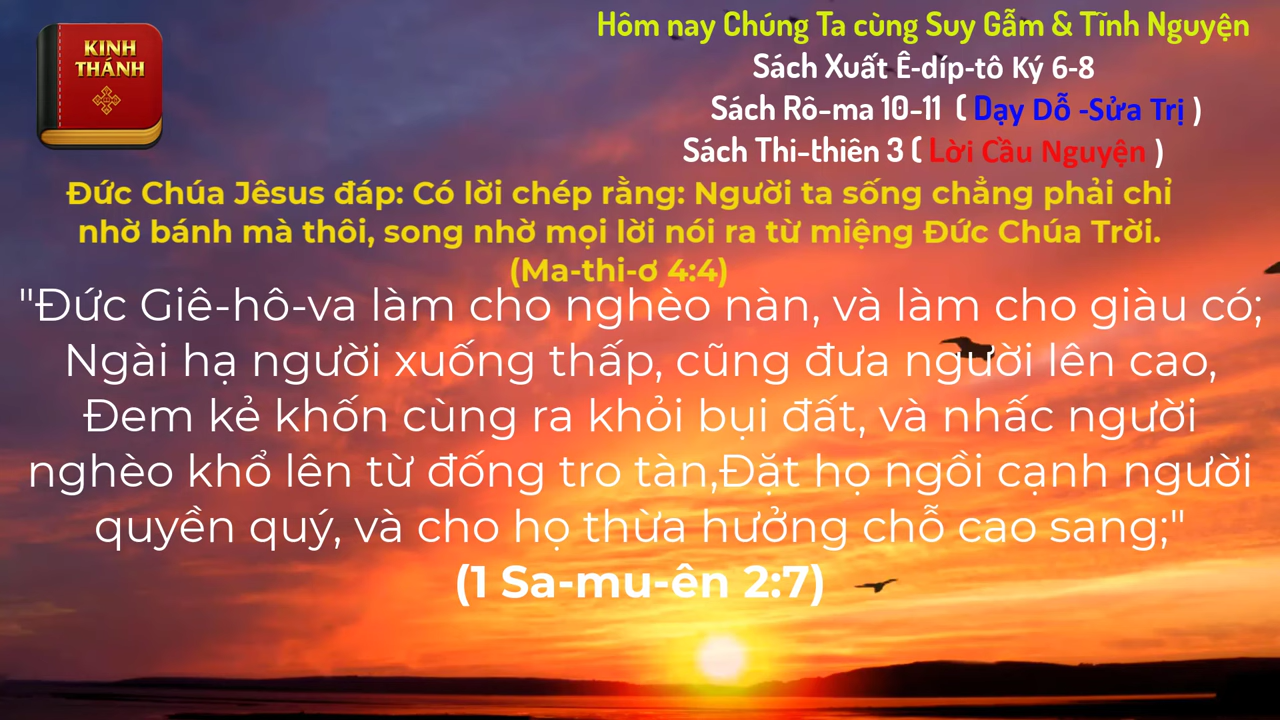 KINH
THÁNH
Hôm nay Chúng Ta cùng Suy Gẫm & Tĩnh Nguyện
Sách Xuất Ê-díp-tô Ký 6-8
Sách Rô-ma 10-11 ( Dạy Dỗ -Sửa Trị )
Sách Thi-thiên 3 ( Lời Cầu Nguyện )
Đức Chúa Jêsus đáp: Có lời chép rằng: Người ta sống chẳng phải chỉ
nhờ bánh mà thôi, song nhờ mọi lời nói ra từ miệng Đức Chúa Trời.
(Ma-thi-ơ 4:4)
"Đức Giê-hô-va làm cho nghèo nàn, và làm cho giàu có;
Ngài hạ người xuống thấp, cũng đưa người lên cao,
Đem kẻ khốn cùng ra khỏi bụi đất, và nhấc người
nghèo khổ lên từ đống tro tàn,Đặt họ ngồi cạnh người
quyền quý, và cho họ thừa hưởng chỗ cao sang;"
(1 Sa-mu-ên 2:7)